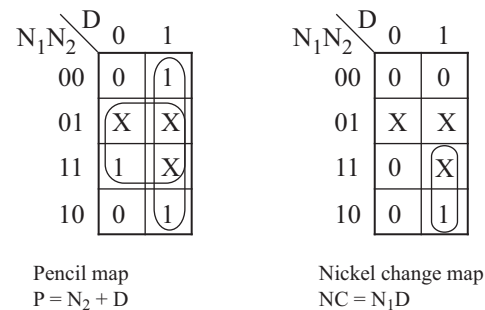 D
N₁N₂ 0 1
00 0 1
01 X X
11 1 X
10 0 1
Pencil map
P = N₂ + D
D
N₁N₂ 0 1
00 0 0
01 X X
11 0 X
10 0 1
Nickel change map
NC = N₁D